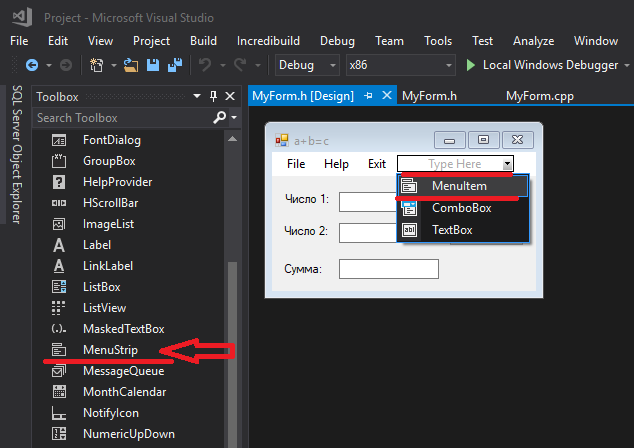 Project - Microsoft Visual Studio
File Edit View Project Build Incredibuild Debug Team Tools Test Analyze Window
Debug x86 Local Windows Debugger
SQL Server Object Explorer
Toolbox
Search Toolbox
FontDialog
GroupBox
HelpProvider
HScrollBar
ImageList
Label
LinkLabel
ListBox
ListView
MaskedTextBox
MenuStrip
MessageQueue
MonthCalendar
NotifyIcon
NumericUpDown
MyForm.h [Design] MyForm.h MyForm.cpp
a+b=c
File Help Exit Type Here
MenuItem
ComboBox
TextBox
Число 1:
Число 2:
Сумма: